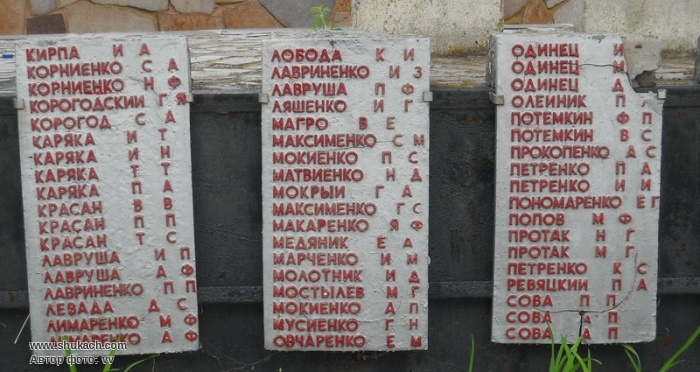 КИРПА И А
КОРНИЕНКО С А
КОРНИЕНКО Н Ф
КОРОГОДСКИЙ Г Я
КОРОГОД С А
КАРЯКА И Т
КАРЯКА И Н
КАРЯКА И Т
КАРЯКА П А
КРАСАН В В
КРАСАН П П
КРАСАН Т С
ЛАВРУША И П
ЛАВРУША А Ф
ЛАВРИНЕНКО П П
ЛЕВАДА Д С
ЛИМАРЕНКО М Ф
ЛИМАРЕНКО А Ф
ЛОБОДА К И
ЛАВРИНЕНКО И З
ЛАВРУША П Ф
ЛЯШЕНКО И Г
МАГРО В Е
МАКСИМЕНКО С М
МОКИЕНКО П С
МАТВИЕНКО Н Д
МОКРЫЙ Г А
МАКСИМЕНКО Г С
МАКАРЕНКО Я Ф
МЕДЯНИК Е А
МАРЧЕНКО И М
МОЛОТНИК И Д
МОСТЫЛЕВ М Г
МОКИЕНКО А П
МУСИЕНКО Г Н
ОВЧАРЕНКО Е М
ОДИНЕЦ И
ОДИНЕЦ М
ОДИНЕЦ Д
ОЛЕЙНИК П
ПОТЕМКИН Ф П
ПОТЕМКИН В С
ПРОКОПЕНКО А С
ПЕТРЕНКО П А
ПЕТРЕНКО И И
ПОНОМАРЕНКО Е Г
ПОПОВ М Ф
ПРОТАК Н Г
ПРОТАК М Г
ПЕТРЕНКО К С
РЕВЯЦКИЙ П А
СОВА П П
СОВА С П
СОВА А П
www.shukach.com
Автор фото: vv